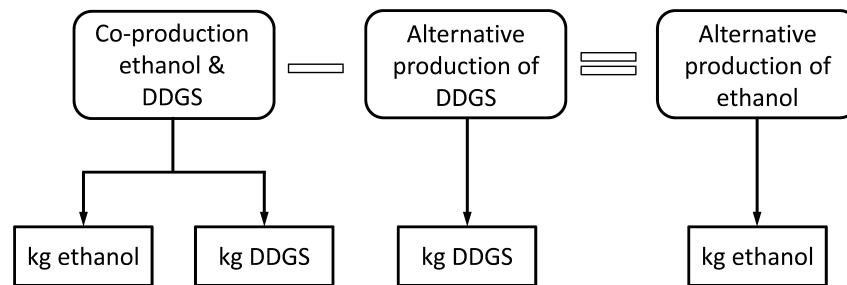 Co-production
ethanol &
DDGS
Alternative
production of
DDGS
Alternative
production of
ethanol
kg ethanol
kg DDGS
kg DDGS
kg ethanol